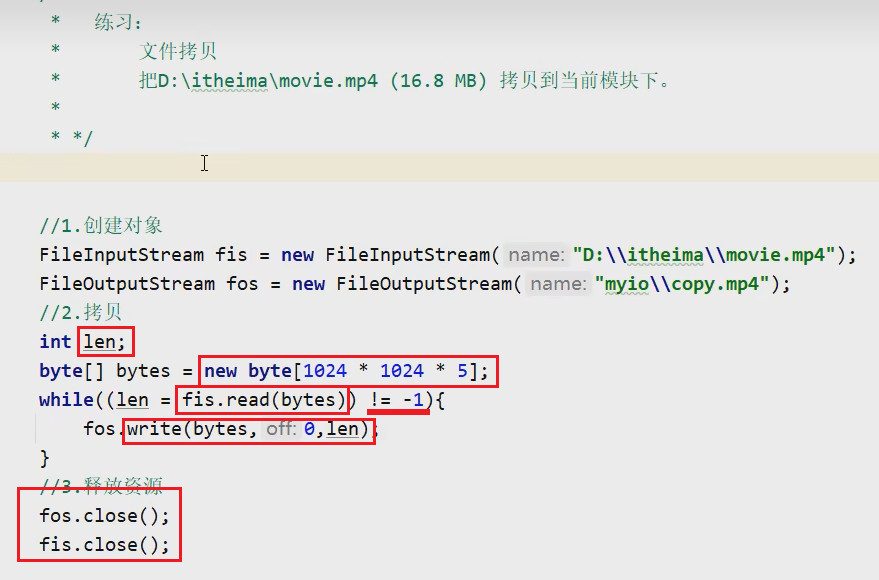 * 练习：
* 文件拷贝
* 把D:\itheima\movie.mp4 (16.8 MB) 拷贝到当前模块下。
*
* */
//1.创建对象
FileInputStream fis = new FileInputStream( name: "D:\\itheima\\movie.mp4");
FileOutputStream fos = new FileOutputStream( name: "myio\\copy.mp4");
//2.拷贝
int len;
byte[] bytes = new byte[1024 * 1024 * 5];
while((len = fis.read(bytes)) != -1){
fos.write(bytes, off: 0,len);
}
//3.释放资源
fos.close();
fis.close();